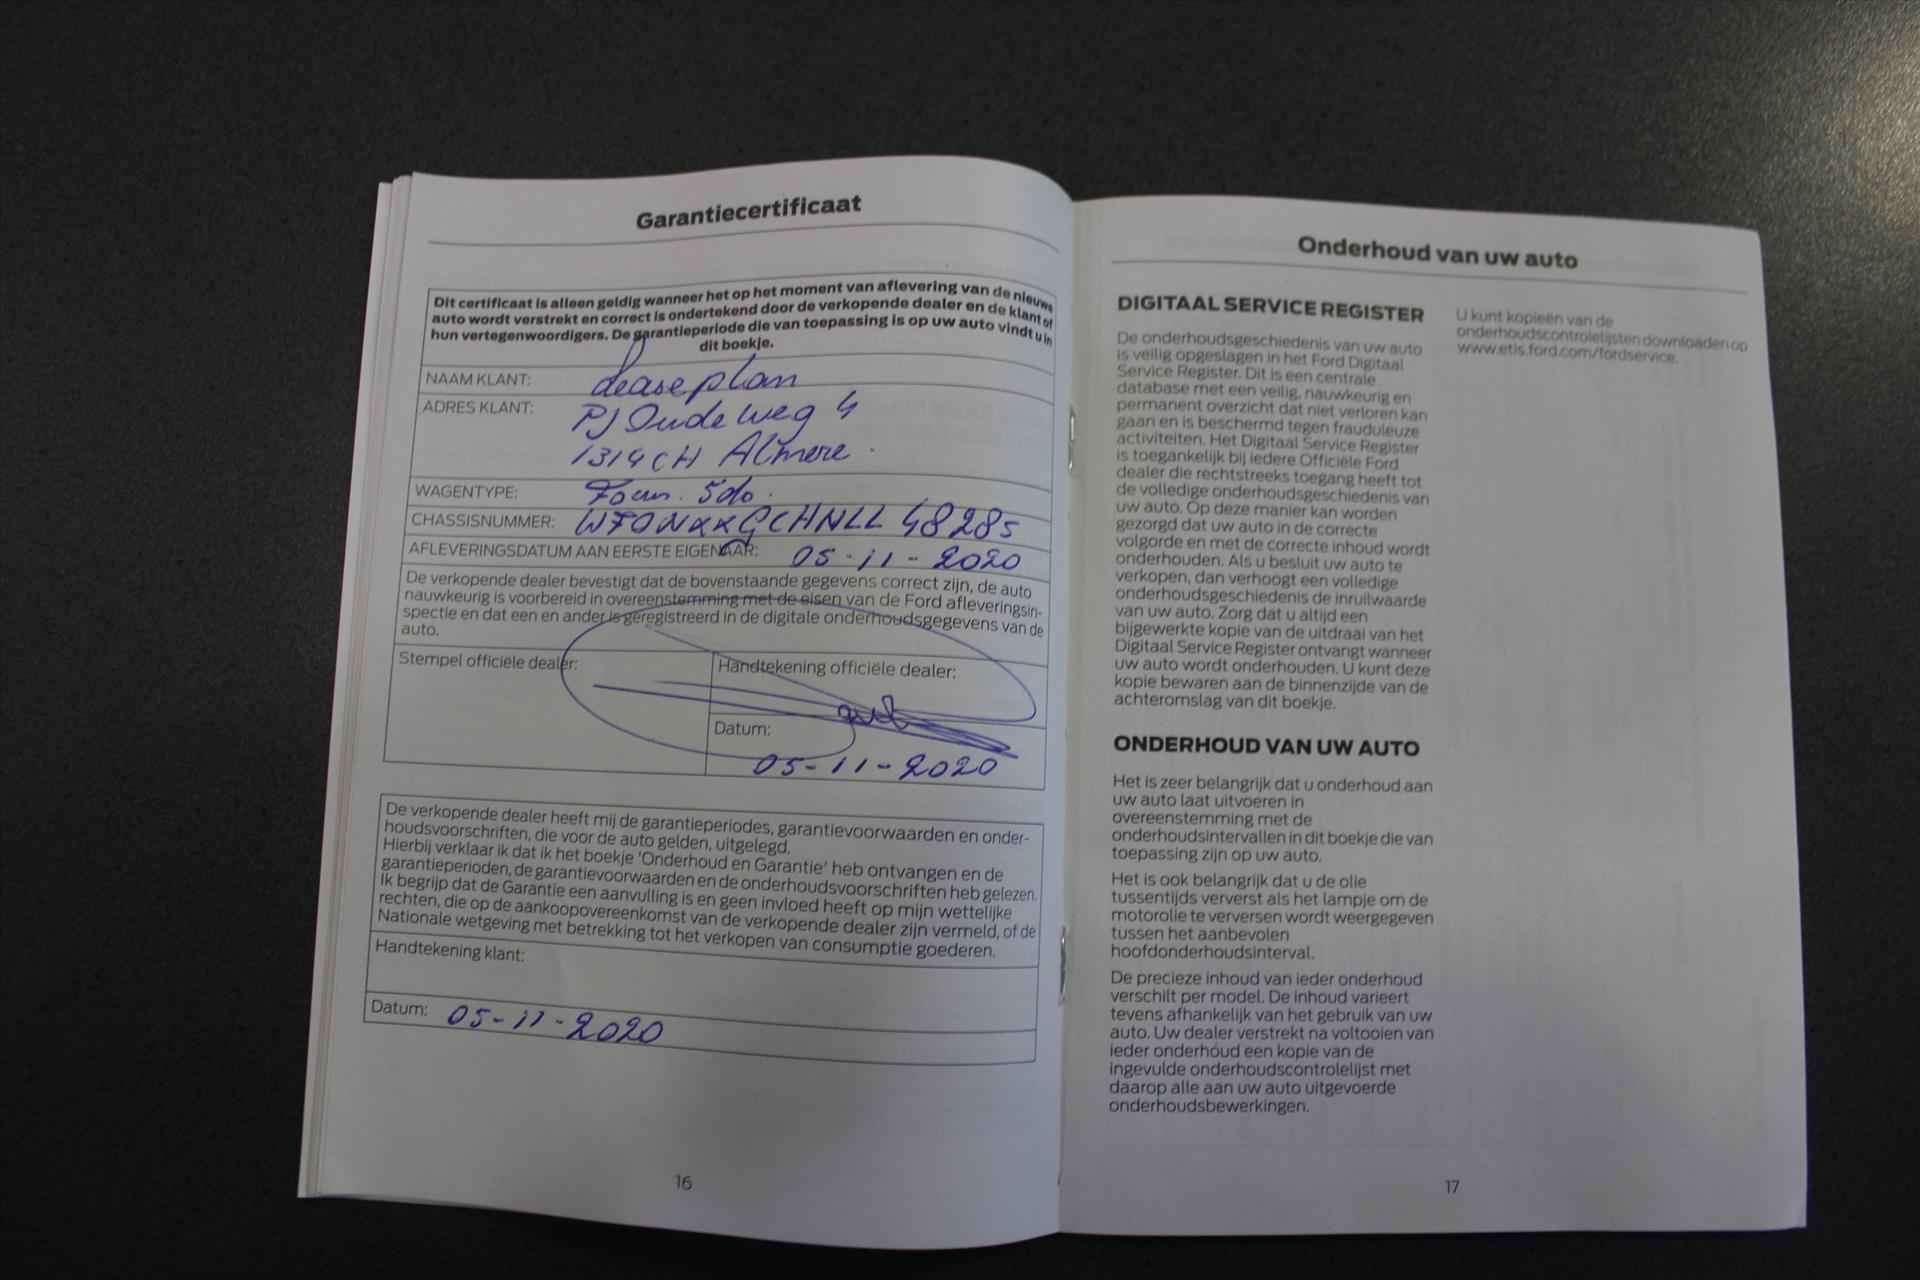 Garantiecertificaat
Dit certificaat is alleen geldig wanneer het op het moment van aflevering van de nieuwe
auto wordt verstrekt en correct is ondertekend door de verkopende dealer en de klant of
hun vertegenwoordigers. De garantieperiode die van toepassing is op uw auto vindt u in
dit boekje.
NAAM KLANT: Leaseplan
ADRES KLANT: PJ Oudeweg 4
1314CH Almere.
WAGENTYPE: Focus. 5do.
CHASSISNUMMER: WF0NXXGCHNLL48285
AFLEVERINGSDATUM AAN EERSTE EIGENAAR: 05-11-2020
De verkopende dealer bevestigt dat de bovenstaande gegevens correct zijn, de auto
nauwkeurig is voorbereid in overeenstemming met de eisen van de Ford afleveringsin-
spectie en dat een en ander is geregistreerd in de digitale onderhoudsgegevens van de
auto.
Stempel officiële dealer:
Handtekening officiële dealer:
Datum:
05-11-2020
De verkopende dealer heeft mij de garantieperiodes, garantievoorwaarden en onder-
houdsvoorschriften, die voor de auto gelden, uitgelegd.
Hierbij verklaar ik dat ik het boekje 'Onderhoud en Garantie' heb ontvangen en de
garantieperioden, de garantievoorwaarden en de onderhoudsvoorschriften heb gelezen.
Ik begrijp dat de Garantie een aanvulling is en geen invloed heeft op mijn wettelijke
rechten, die op de aankoopovereenkomst van de verkopende dealer zijn vermeld, of de
Nationale wetgeving met betrekking tot het verkopen van consumptie goederen.
Handtekening klant:
Datum: 05-11-2020
16
Onderhoud van uw auto
DIGITAAL SERVICE REGISTER
De onderhoudsgeschiedenis van uw auto
is veilig opgeslagen in het Ford Digitaal
Service Register. Dit is een centrale
database met een veilig, nauwkeurig en
permanent overzicht dat niet verloren kan
gaan en is beschermd tegen frauduleuze
activiteiten. Het Digitaal Service Register
is toegankelijk bij iedere Officiële Ford
dealer die rechtstreeks toegang heeft tot
de volledige onderhoudsgeschiedenis van
uw auto. Op deze manier kan worden
gezorgd dat uw auto in de correcte
volgorde en met de correcte inhoud wordt
onderhouden. Als u besluit uw auto te
verkopen, dan verhoogt een volledige
onderhoudsgeschiedenis de inruilwaarde
van uw auto. Zorg dat u altijd een
bijgewerkte kopie van de uitdraai van het
Digitaal Service Register ontvangt wanneer
uw auto wordt onderhouden. U kunt deze
kopie bewaren aan de binnenzijde van de
achteromslag van dit boekje.
ONDERHOUD VAN UW AUTO
Het is zeer belangrijk dat u onderhoud aan
uw auto laat uitvoeren in
overeenstemming met de
onderhoudsintervallen in dit boekje die van
toepassing zijn op uw auto.
Het is ook belangrijk dat u de olie
tussentijds ververst als het lampje om de
motorolie te verversen wordt weergegeven
tussen het aanbevolen
hoofdonderhoudsinterval.
De precieze inhoud van ieder onderhoud
verschilt per model. De inhoud varieert
tevens afhankelijk van het gebruik van uw
auto. Uw dealer verstrekt na voltooien van
ieder onderhoud een kopie van de
ingevulde onderhoudscontrolelijst met
daarop alle aan uw auto uitgevoerde
onderhoudsbewerkingen.
U kunt kopieën van de
onderhoudscontrolelijsten downloaden op
www.etis.ford.com/fordservice.
17